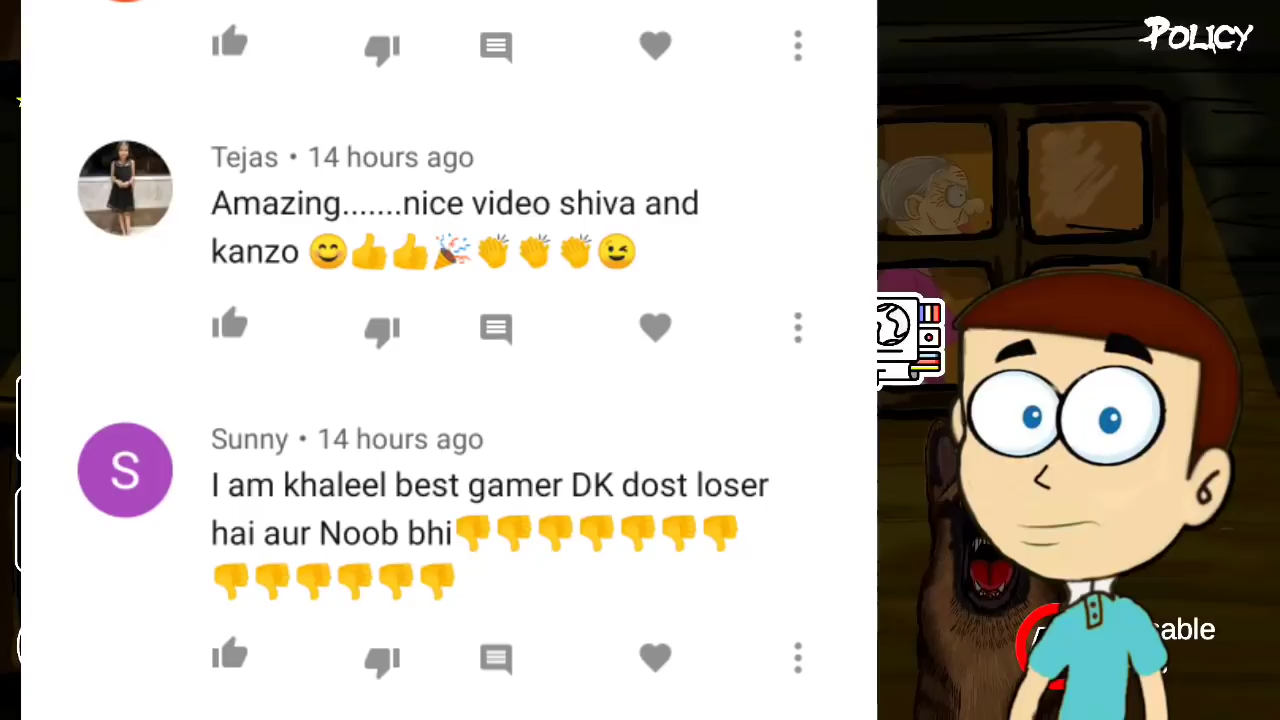 Policy
Tejas • 14 hours ago
Amazing.......nice video shiva and
kanzo 😊👍👍🎉👏👏👏😉
S
Sunny • 14 hours ago
I am khaleel best gamer DK dost loser
hai aur Noob bhi👎👎👎👎👎👎👎
👎👎👎👎👎👎